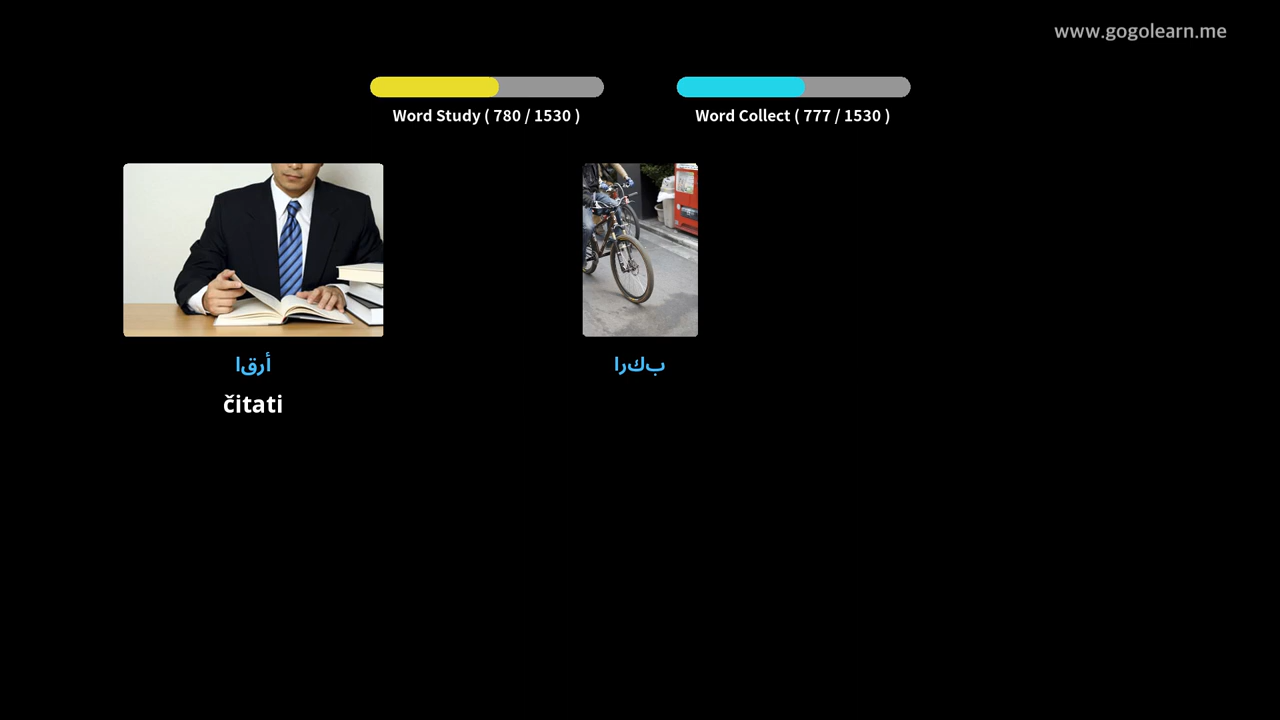 www.gogolearn.me
Word Study ( 780 / 1530 )
Word Collect ( 777 / 1530 )
أرقا
بكرا
čitati